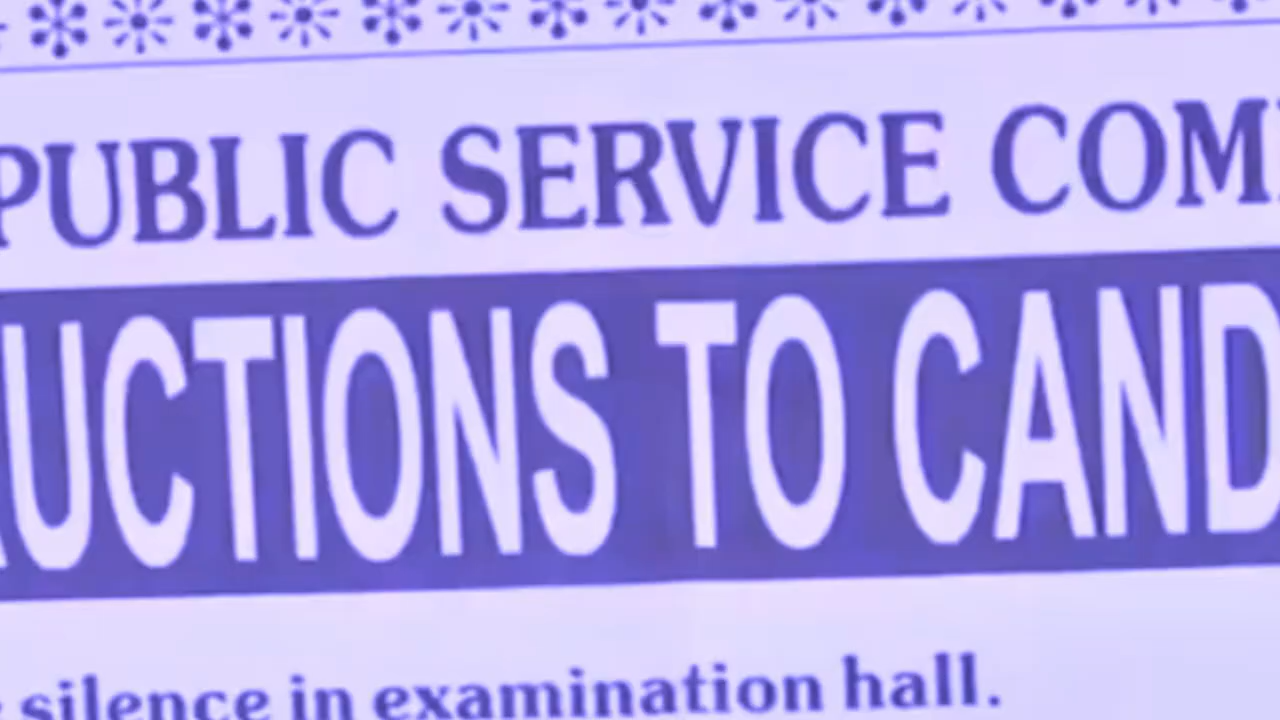 PUBLIC SERVICE COM
UCTIONS TO CAND
silence in examination hall.